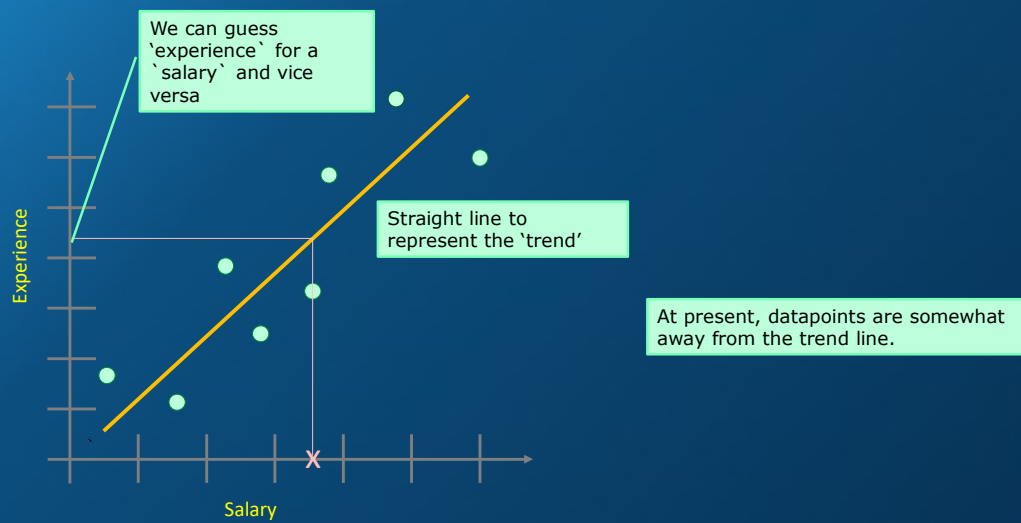 We can guess
‘experience` for a
`salary` and vice
versa
Experience
Straight line to
represent the ‘trend’
At present, datapoints are somewhat
away from the trend line.
`
X
Salary